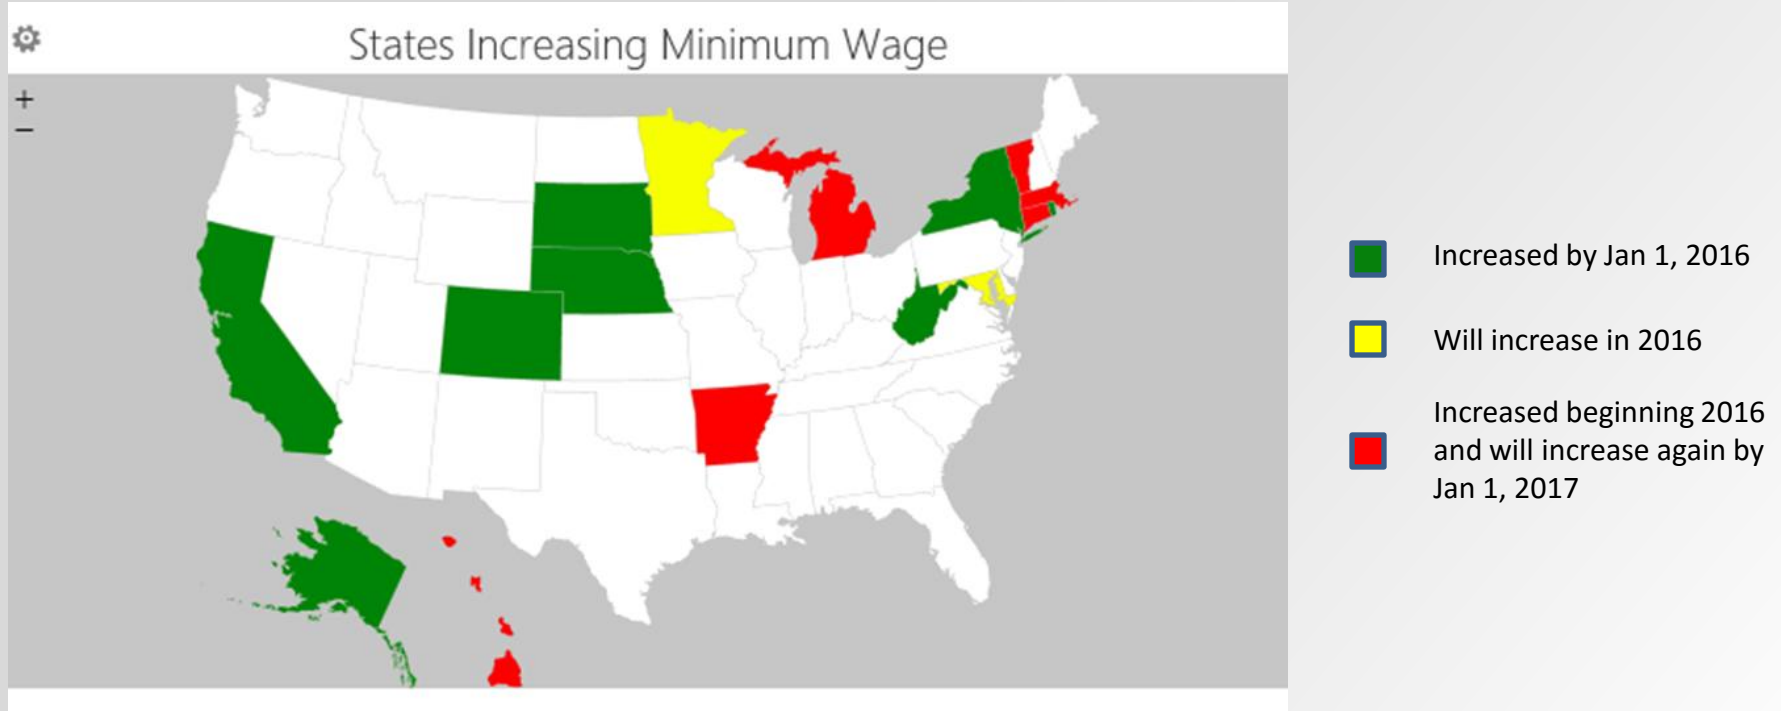 States Increasing Minimum Wage
+
−
Increased by Jan 1, 2016
Will increase in 2016
Increased beginning 2016
and will increase again by
Jan 1, 2017